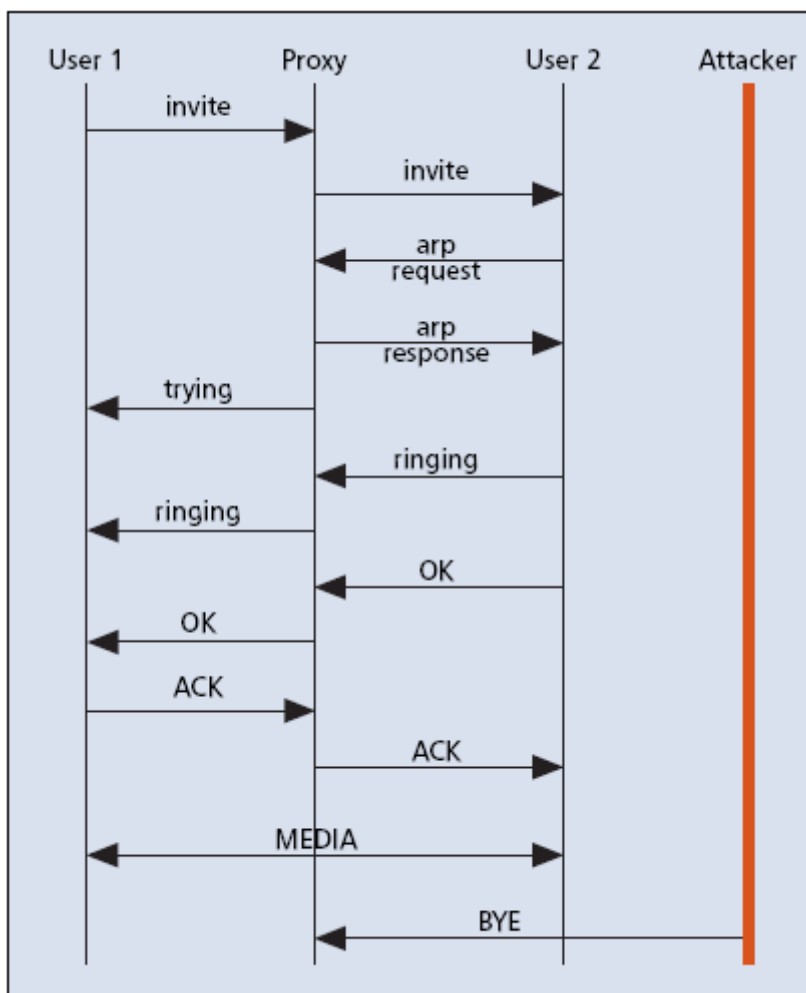 User 1 Proxy User 2 Attacker
invite
invite
arp
request
arp
response
trying
ringing
ringing
OK
OK
ACK
ACK
MEDIA
BYE